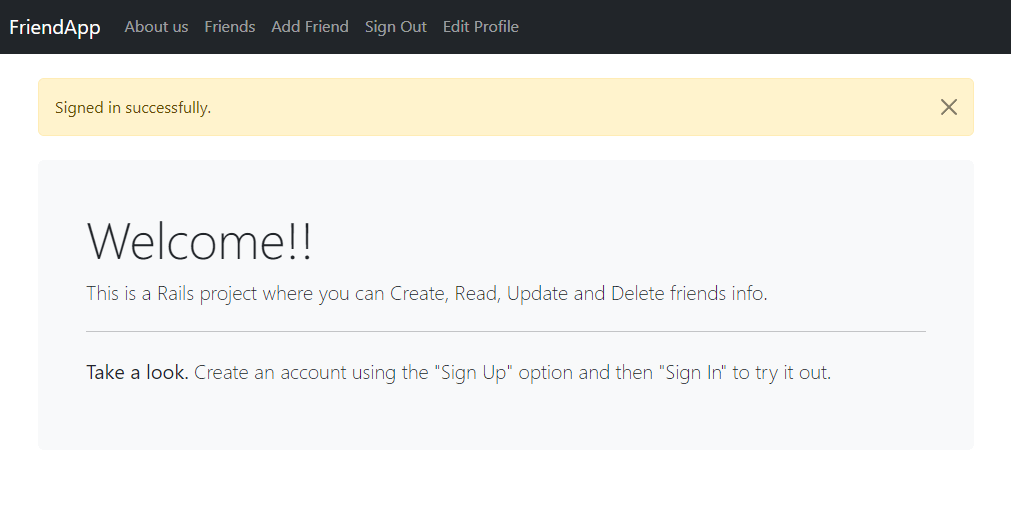 FriendApp About us Friends Add Friend Sign Out Edit Profile
Signed in successfully.
Welcome!!
This is a Rails project where you can Create, Read, Update and Delete friends info.
Take a look. Create an account using the "Sign Up" option and then "Sign In" to try it out.